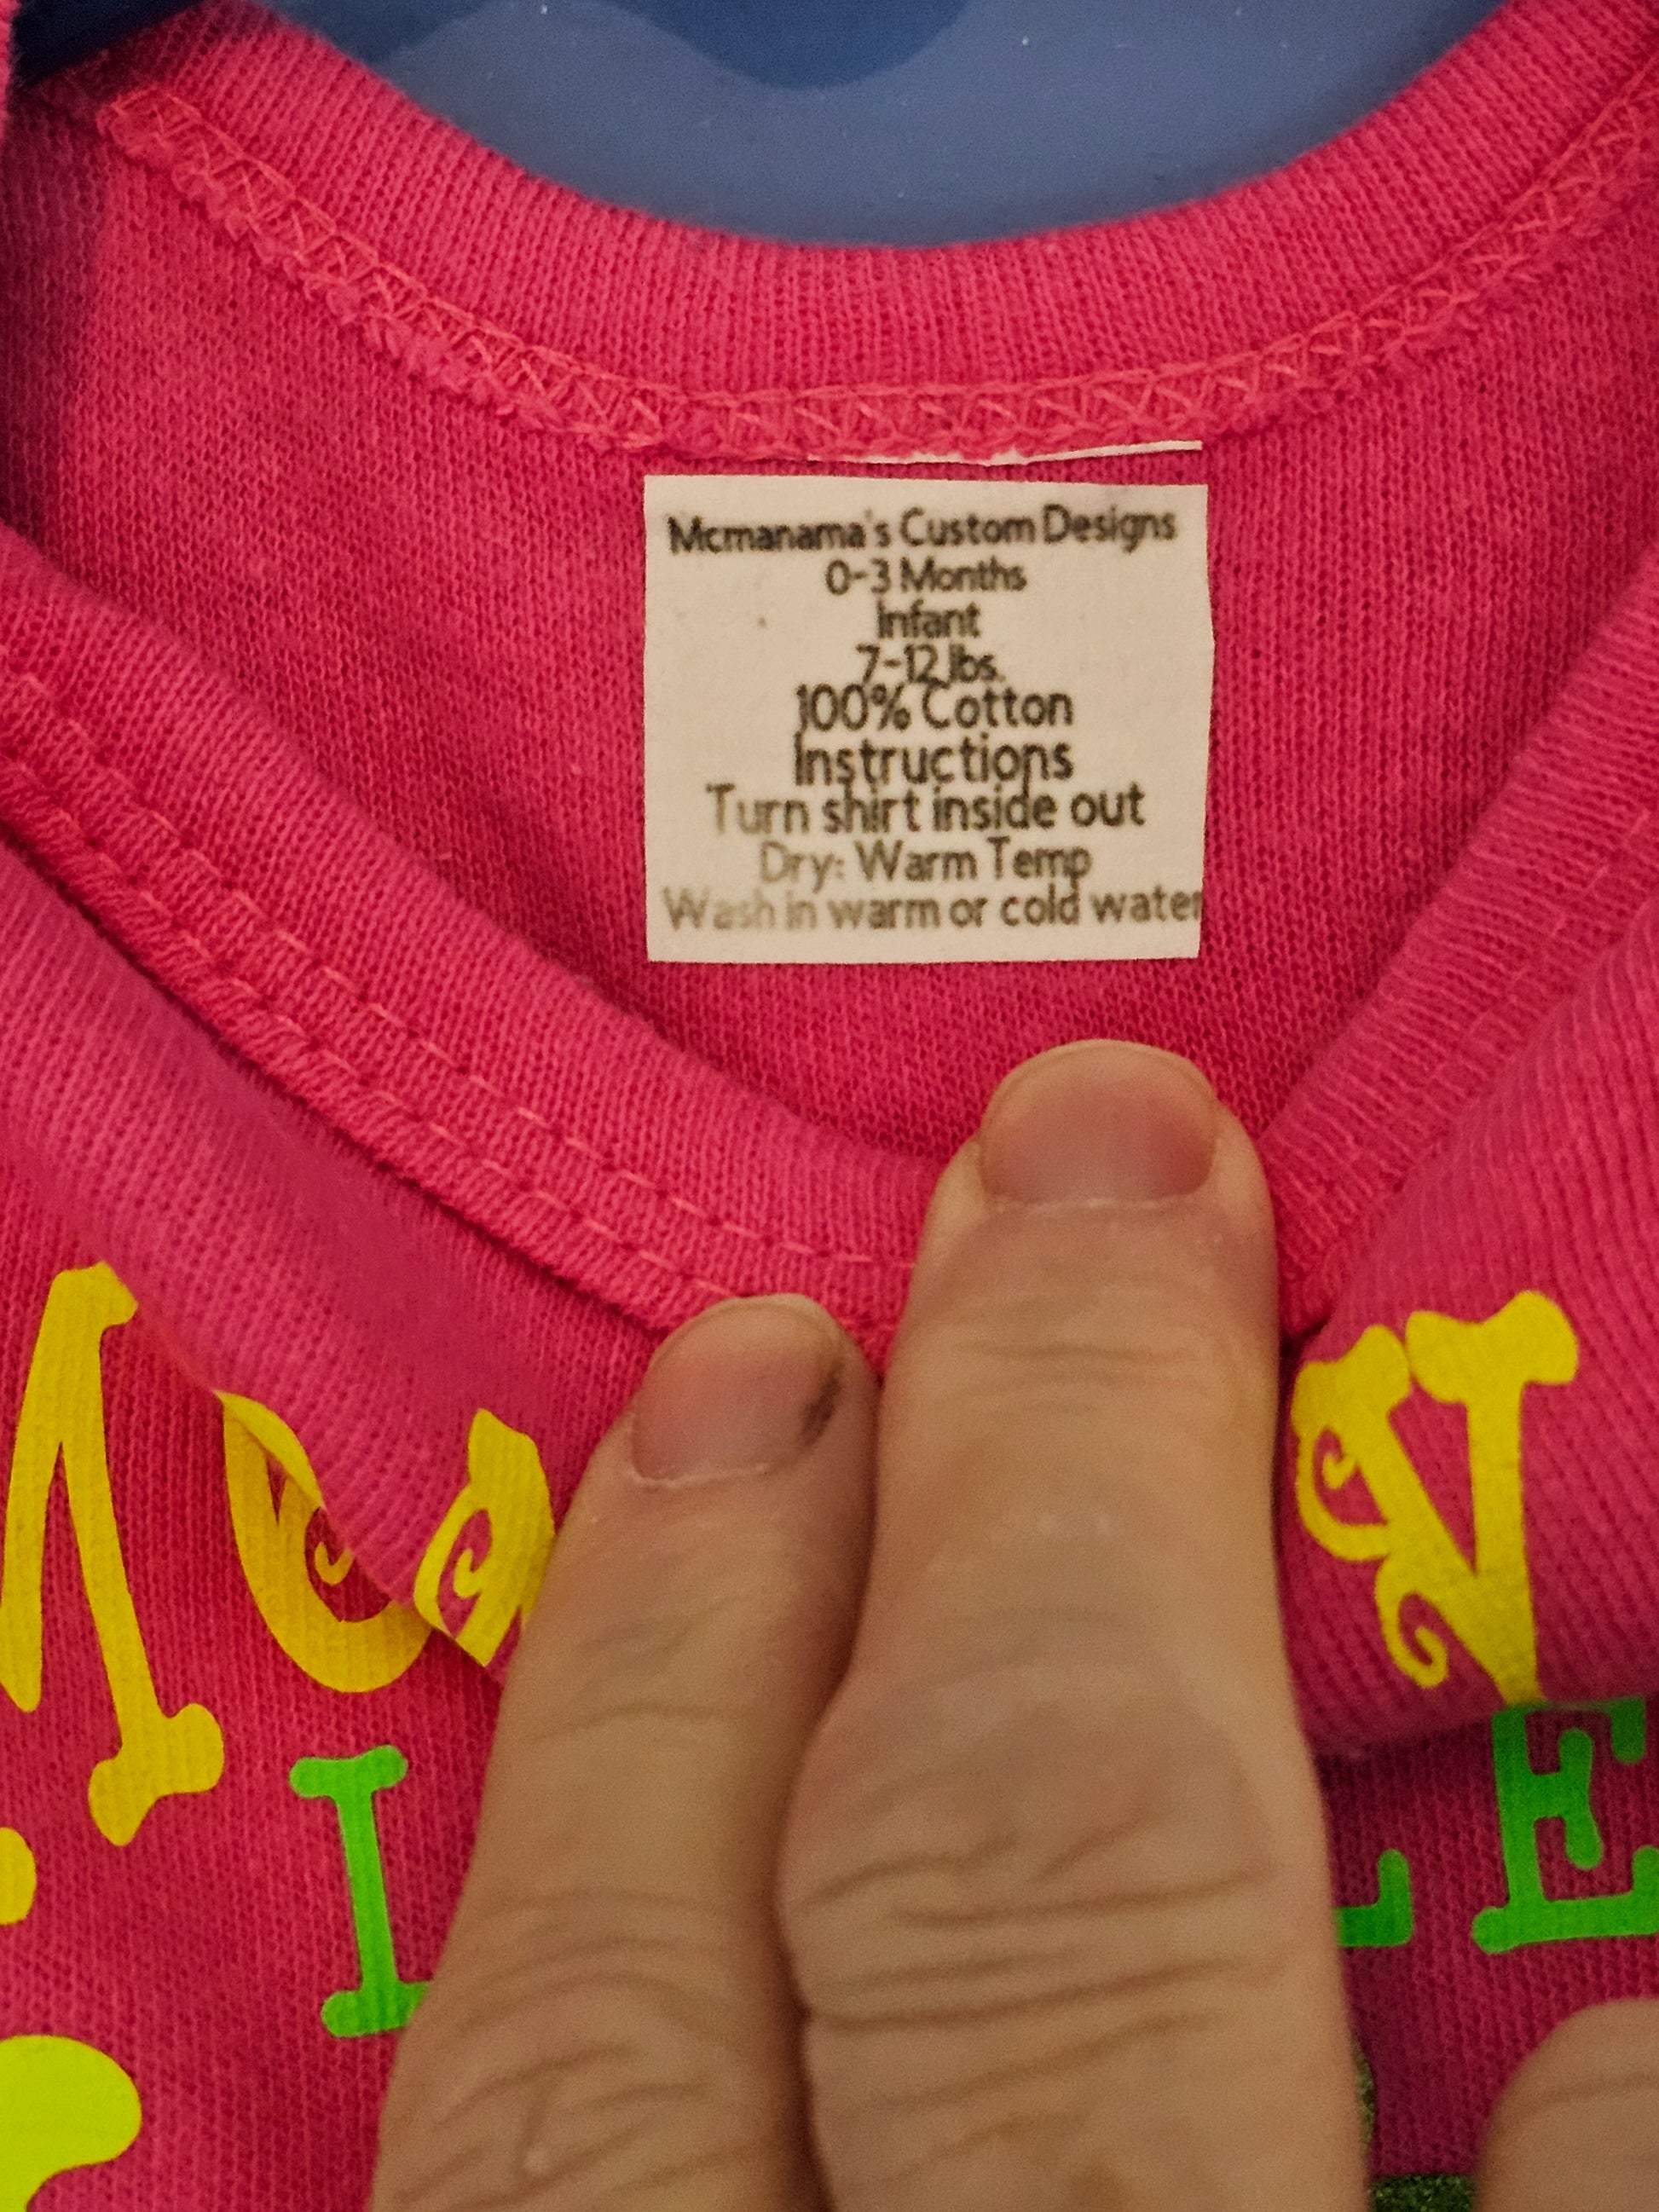 Mcmanama's Custom Designs
0-3 Months
Infant
7-12 lbs.
100% Cotton
Instructions
Turn shirt inside out
Dry: Warm Temp
Wash in warm or cold water